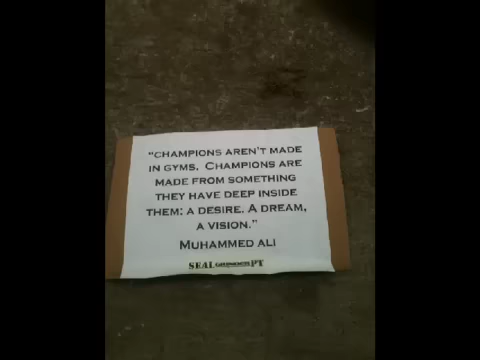 "CHAMPIONS AREN'T MADE
IN GYMS. CHAMPIONS ARE
MADE FROM SOMETHING
THEY HAVE DEEP INSIDE
THEM: A DESIRE. A DREAM,
A VISION."
MUHAMMED ALI
SEAL PT